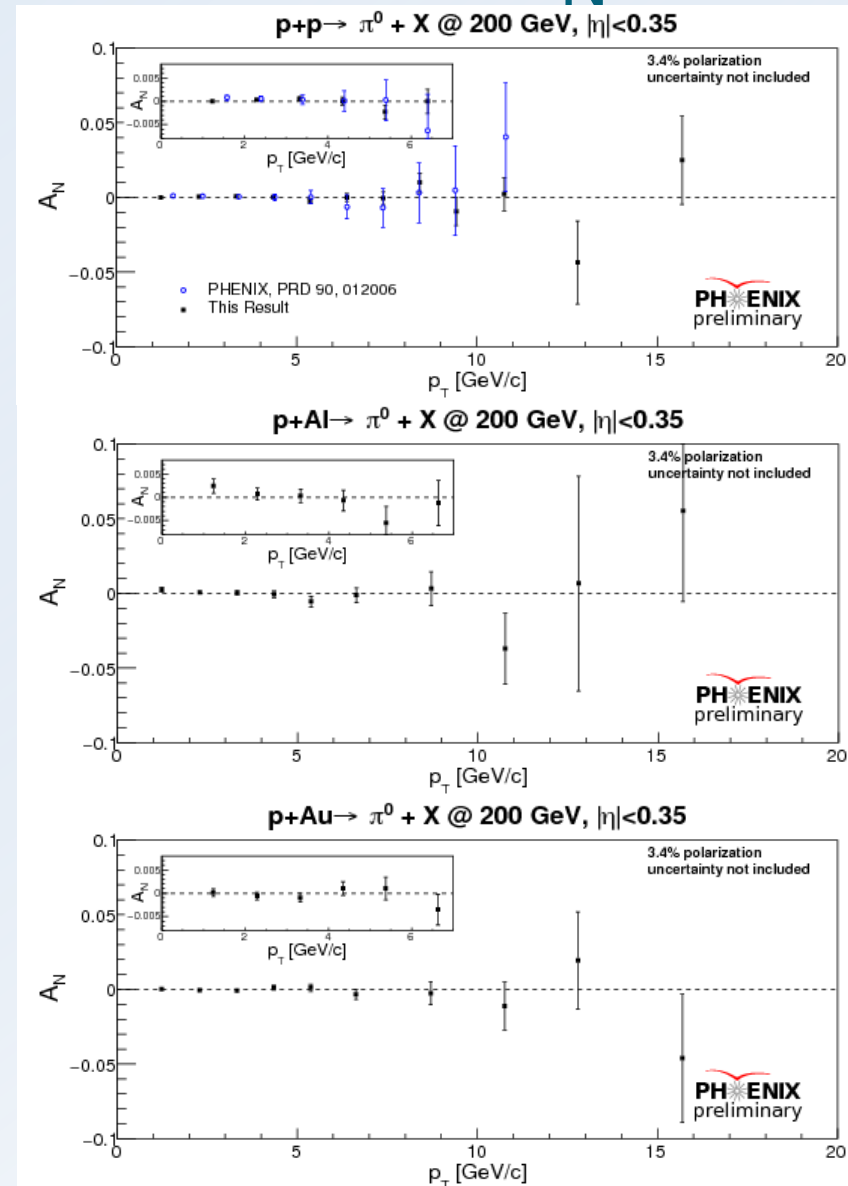 N
p+p→ π⁰ + X @ 200 GeV, |η|<0.35
0.1
3.4% polarization
uncertainty not included
0.005
0
−0.005
A_N
0 2 4 6
p_T [GeV/c]
0.05
0
−0.05
−0.1
A_N
PHENIX, PRD 90, 012006
This Result
PHENIX
preliminary
0 5 10 15 20
p_T [GeV/c]
p+Al→ π⁰ + X @ 200 GeV, |η|<0.35
0.1
3.4% polarization
uncertainty not included
0.005
0
−0.005
A_N
0 2 4 6
p_T [GeV/c]
0.05
0
−0.05
−0.1
A_N
PHENIX
preliminary
0 5 10 15 20
p_T [GeV/c]
p+Au→ π⁰ + X @ 200 GeV, |η|<0.35
0.1
3.4% polarization
uncertainty not included
0.005
0
−0.005
A_N
0 2 4 6
p_T [GeV/c]
0.05
0
−0.05
−0.1
A_N
PHENIX
preliminary
0 5 10 15 20
p_T [GeV/c]